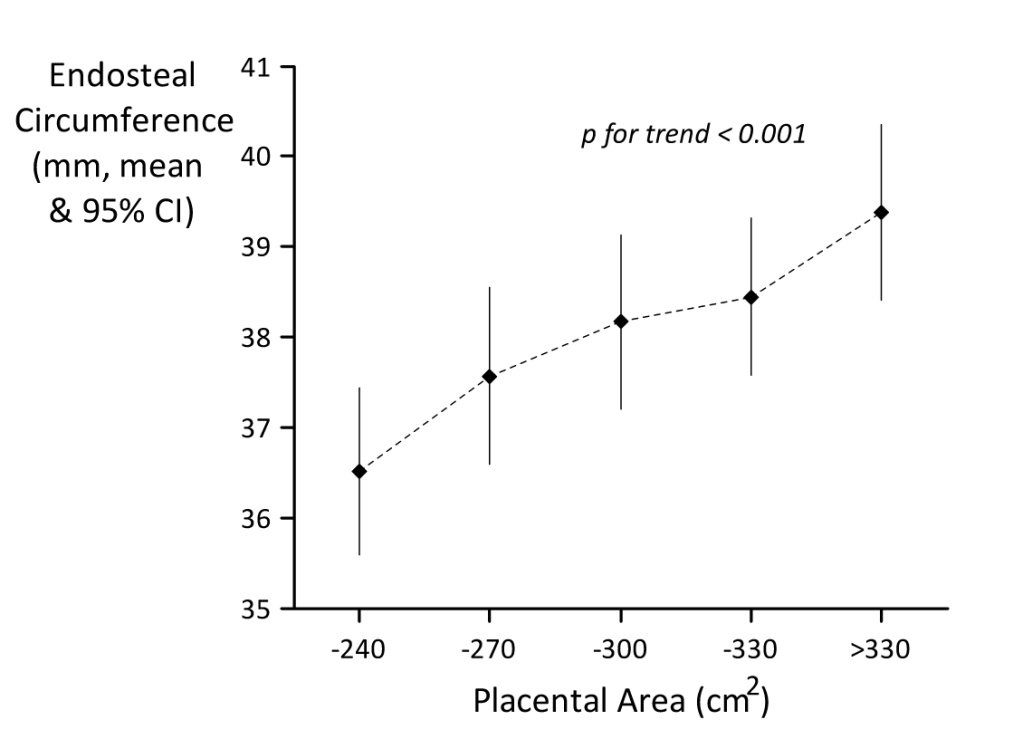 Endosteal
Circumference
(mm, mean
& 95% CI)
41
40
39
38
37
36
35
p for trend < 0.001
-240 -270 -300 -330 >330
Placental Area (cm²)